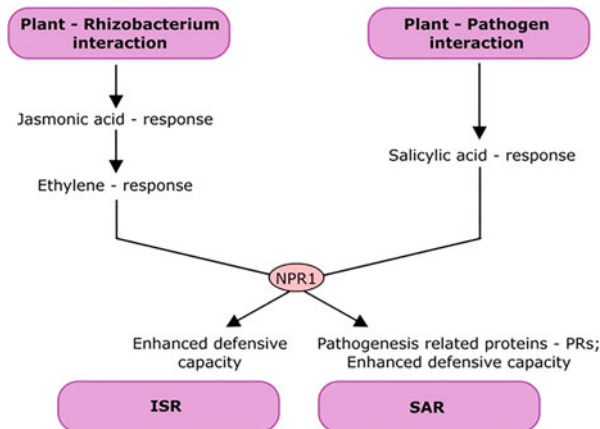 Plant - Rhizobacterium
interaction
Plant - Pathogen
interaction
Jasmonic acid - response
Salicylic acid - response
Ethylene - response
NPR1
Enhanced defensive
capacity
Pathogenesis related proteins - PRs;
Enhanced defensive capacity
ISR
SAR